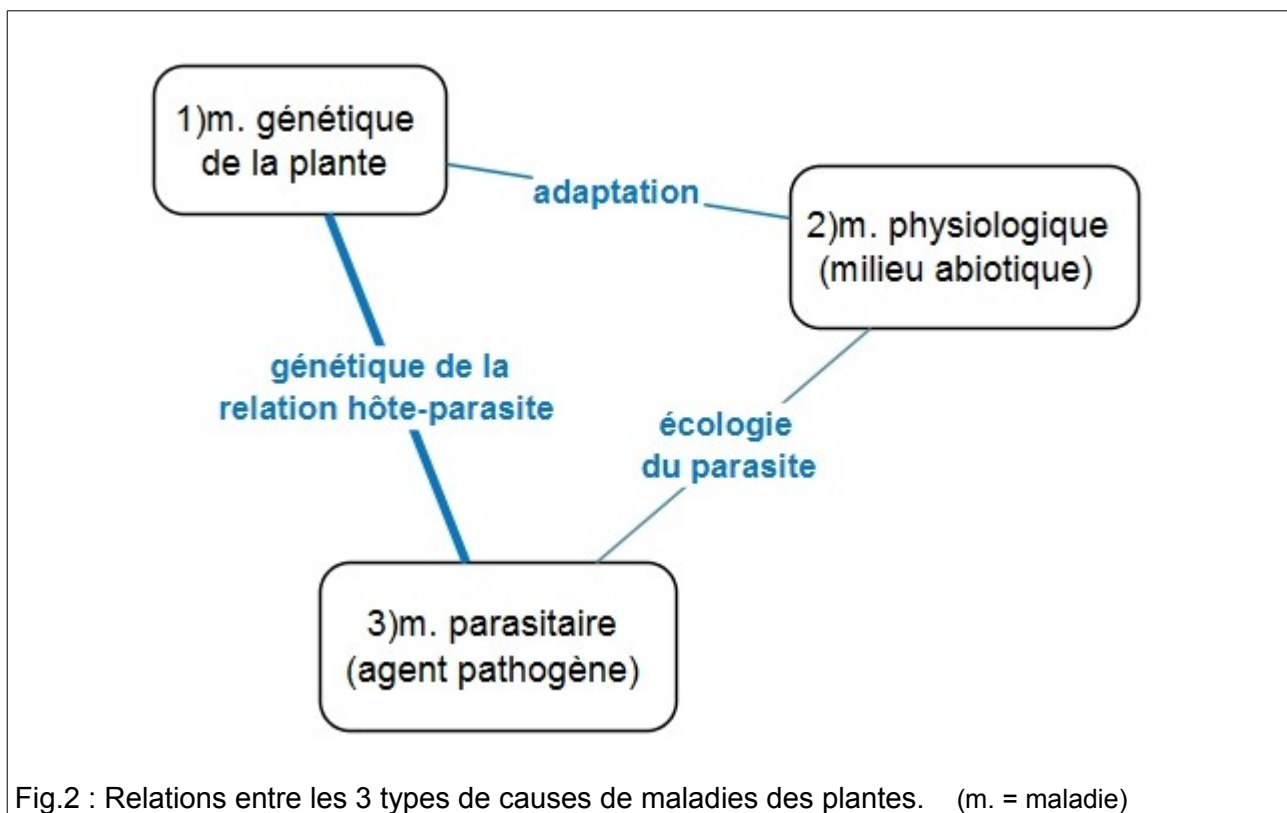 1)m. génétique
de la plante
adaptation
2)m. physiologique
(milieu abiotique)
génétique de la
relation hôte-parasite
écologie
du parasite
3)m. parasitaire
(agent pathogène)
Fig.2 : Relations entre les 3 types de causes de maladies des plantes. (m. = maladie)